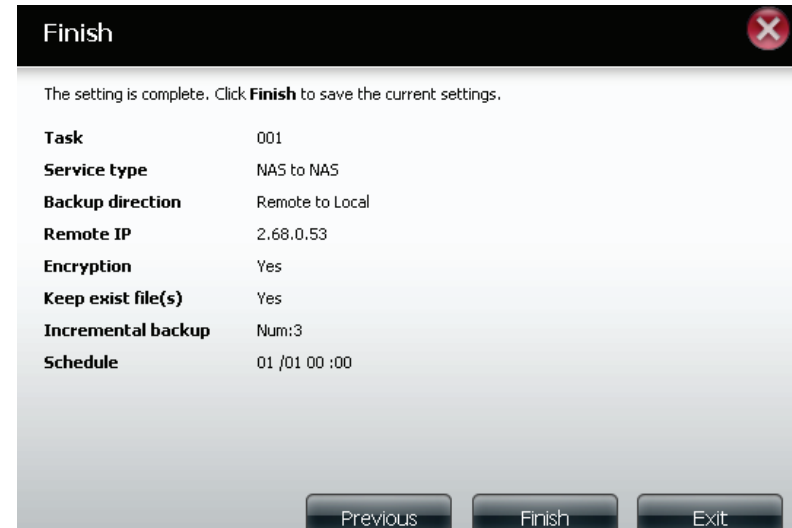 Finish
The setting is complete. Click Finish to save the current settings.
Task 001
Service type NAS to NAS
Backup direction Remote to Local
Remote IP 2.68.0.53
Encryption Yes
Keep exist file(s) Yes
Incremental backup Num:3
Schedule 01 /01 00 :00
Previous Finish Exit